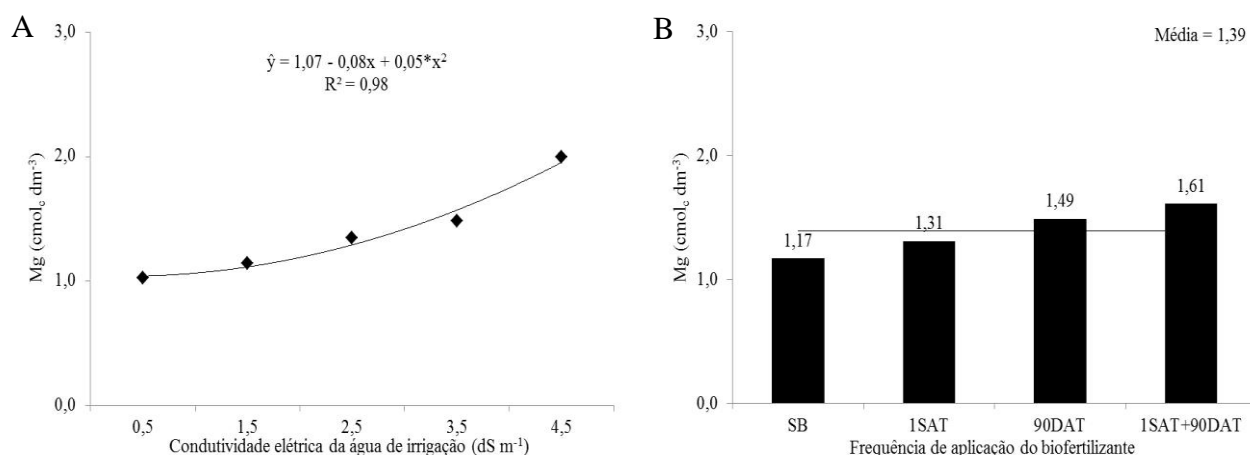 A
3,0
2,0
1,0
0,0
Mg (cmol_c dm⁻³)
ŷ = 1,07 - 0,08x + 0,05*x²
R² = 0,98
0,5 1,5 2,5 3,5 4,5
Condutividade elétrica da água de irrigação (dS m⁻¹)
B
3,0
2,0
1,0
0,0
Mg (cmol_c dm⁻³)
Média = 1,39
1,17 1,31 1,49 1,61
SB 1SAT 90DAT 1SAT+90DAT
Frequência de aplicação do biofertilizante